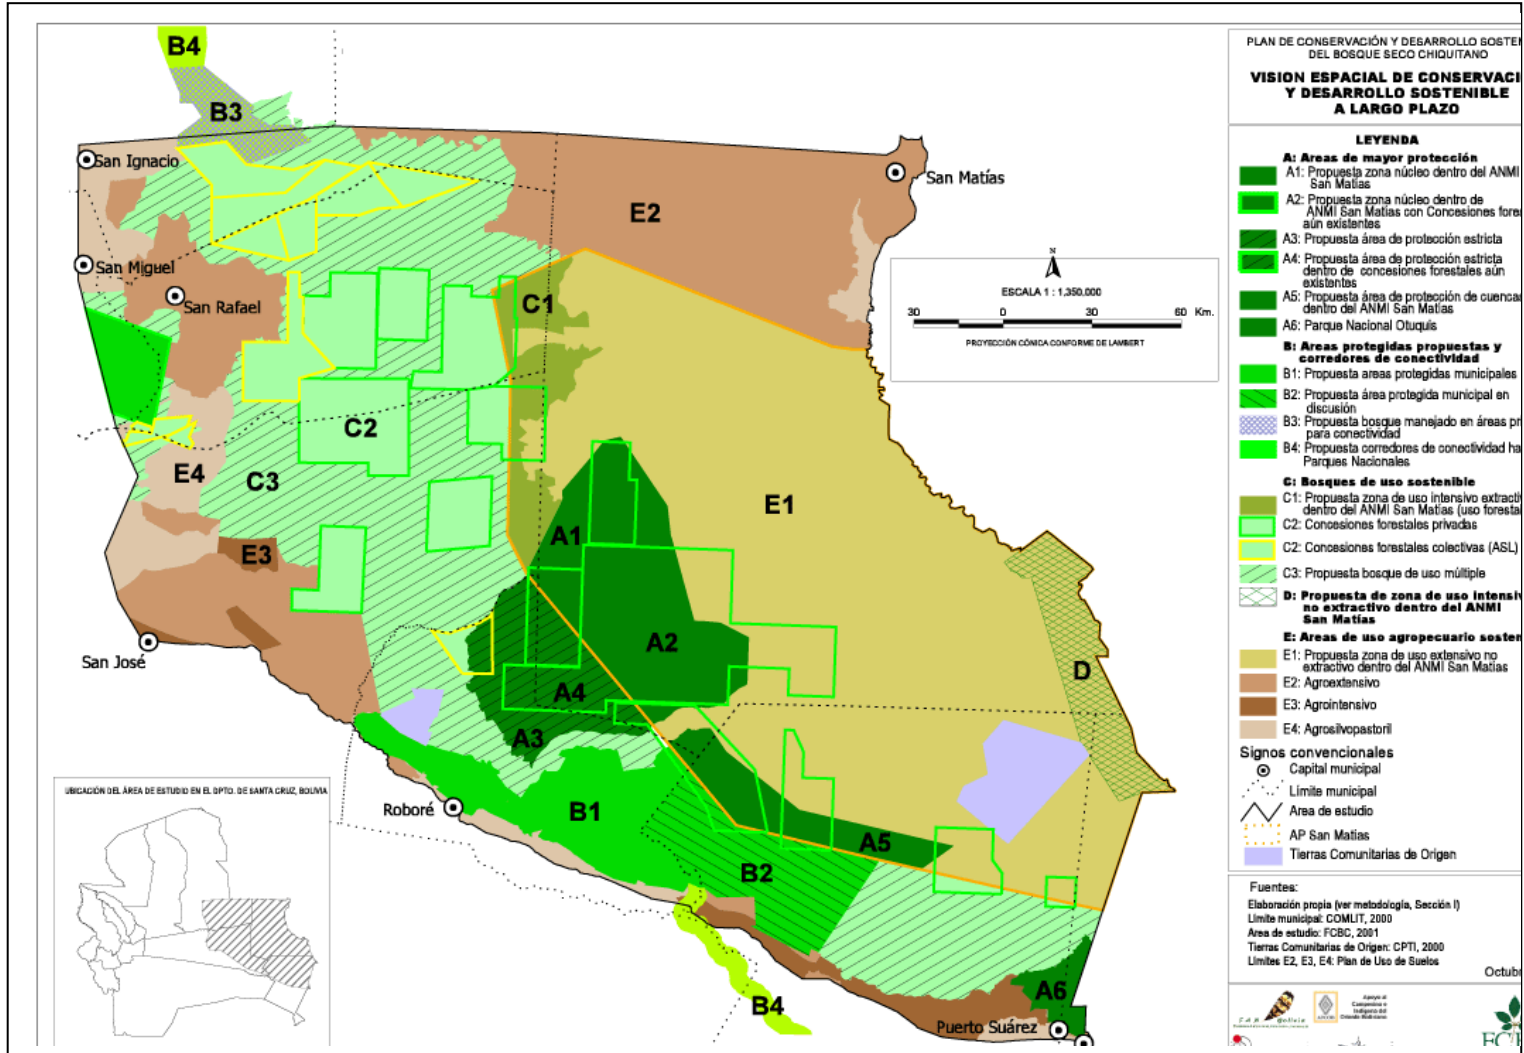 B4
B3
San Ignacio
San Matías
E2
San Miguel
San Rafael
C1
C2
E4
C3
E1
A1
E3
A2
San José
D
A4
A3
Roboré
B1
A5
B2
B4
A6
Puerto Suárez
N
ESCALA 1 : 1,350,000
30 0 30 60 Km.
PROYECCIÓN CÓNICA CONFORME DE LAMBERT
UBICACIÓN DEL ÁREA DE ESTUDIO EN EL DPTO. DE SANTA CRUZ, BOLIVIA
PLAN DE CONSERVACIÓN Y DESARROLLO SOSTEN
DEL BOSQUE SECO CHIQUITANO
VISION ESPACIAL DE CONSERVACI
Y DESARROLLO SOSTENIBLE
A LARGO PLAZO
LEYENDA
A: Areas de mayor protección
A1: Propuesta zona núcleo dentro del ANMI
San Matías
A2: Propuesta zona núcleo dentro de
ANMI San Matías con Concesiones fores
aún existentes
A3: Propuesta área de protección estricta
A4: Propuesta área de protección estricta
dentro de concesiones forestales aún
existentes
A5: Propuesta área de protección de cuencas
dentro del ANMI San Matías
A6: Parque Nacional Otuquis
B: Areas protegidas propuestas y
corredores de conectividad
B1: Propuesta areas protegidas municipales
B2: Propuesta área protegida municipal en
discusión
B3: Propuesta bosque manejado en áreas pr
para conectividad
B4: Propuesta corredores de conectividad ha
Parques Nacionales
C: Bosques de uso sostenible
C1: Propuesta zona de uso intensivo extracti
dentro del ANMI San Matías (uso foresta
C2: Concesiones forestales privadas
C2: Concesiones forestales colectivas (ASL)
C3: Propuesta bosque de uso múltiple
D: Propuesta de zona de uso intensiv
no extractivo dentro del ANMI
San Matías
E: Areas de uso agropecuario sosten
E1: Propuesta zona de uso extensivo no
extractivo dentro del ANMI San Matías
E2: Agroextensivo
E3: Agrointensivo
E4: Agrosilvopastoril
Signos convencionales
Capital municipal
Límite municipal
Area de estudio
AP San Matías
Tierras Comunitarias de Origen
Fuentes:
Elaboración propia (ver metodología, Sección I)
Límite municipal: COMLIT, 2000
Area de estudio: FCBC, 2001
Tierras Comunitarias de Origen: CPTI, 2000
Límites E2, E3, E4: Plan de Uso de Suelos
Octub
Apoyo al
Campesino e
Indígena del
Oriente Boliviano